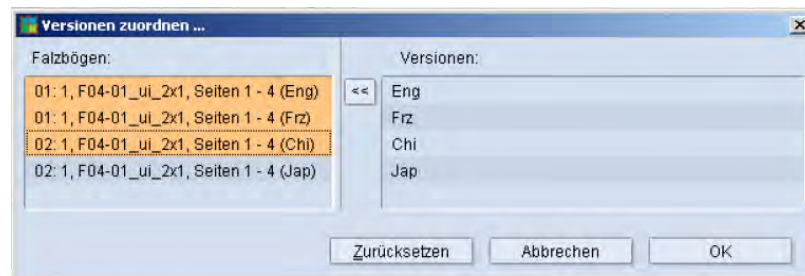 Versionen zuordnen ...
Falzbögen:
Versionen:
01: 1, F04-01_ui_2x1, Seiten 1 - 4 (Eng)
01: 1, F04-01_ui_2x1, Seiten 1 - 4 (Frz)
02: 1, F04-01_ui_2x1, Seiten 1 - 4 (Chi)
02: 1, F04-01_ui_2x1, Seiten 1 - 4 (Jap)
<<
Eng
Frz
Chi
Jap
Zurücksetzen
Abbrechen
OK